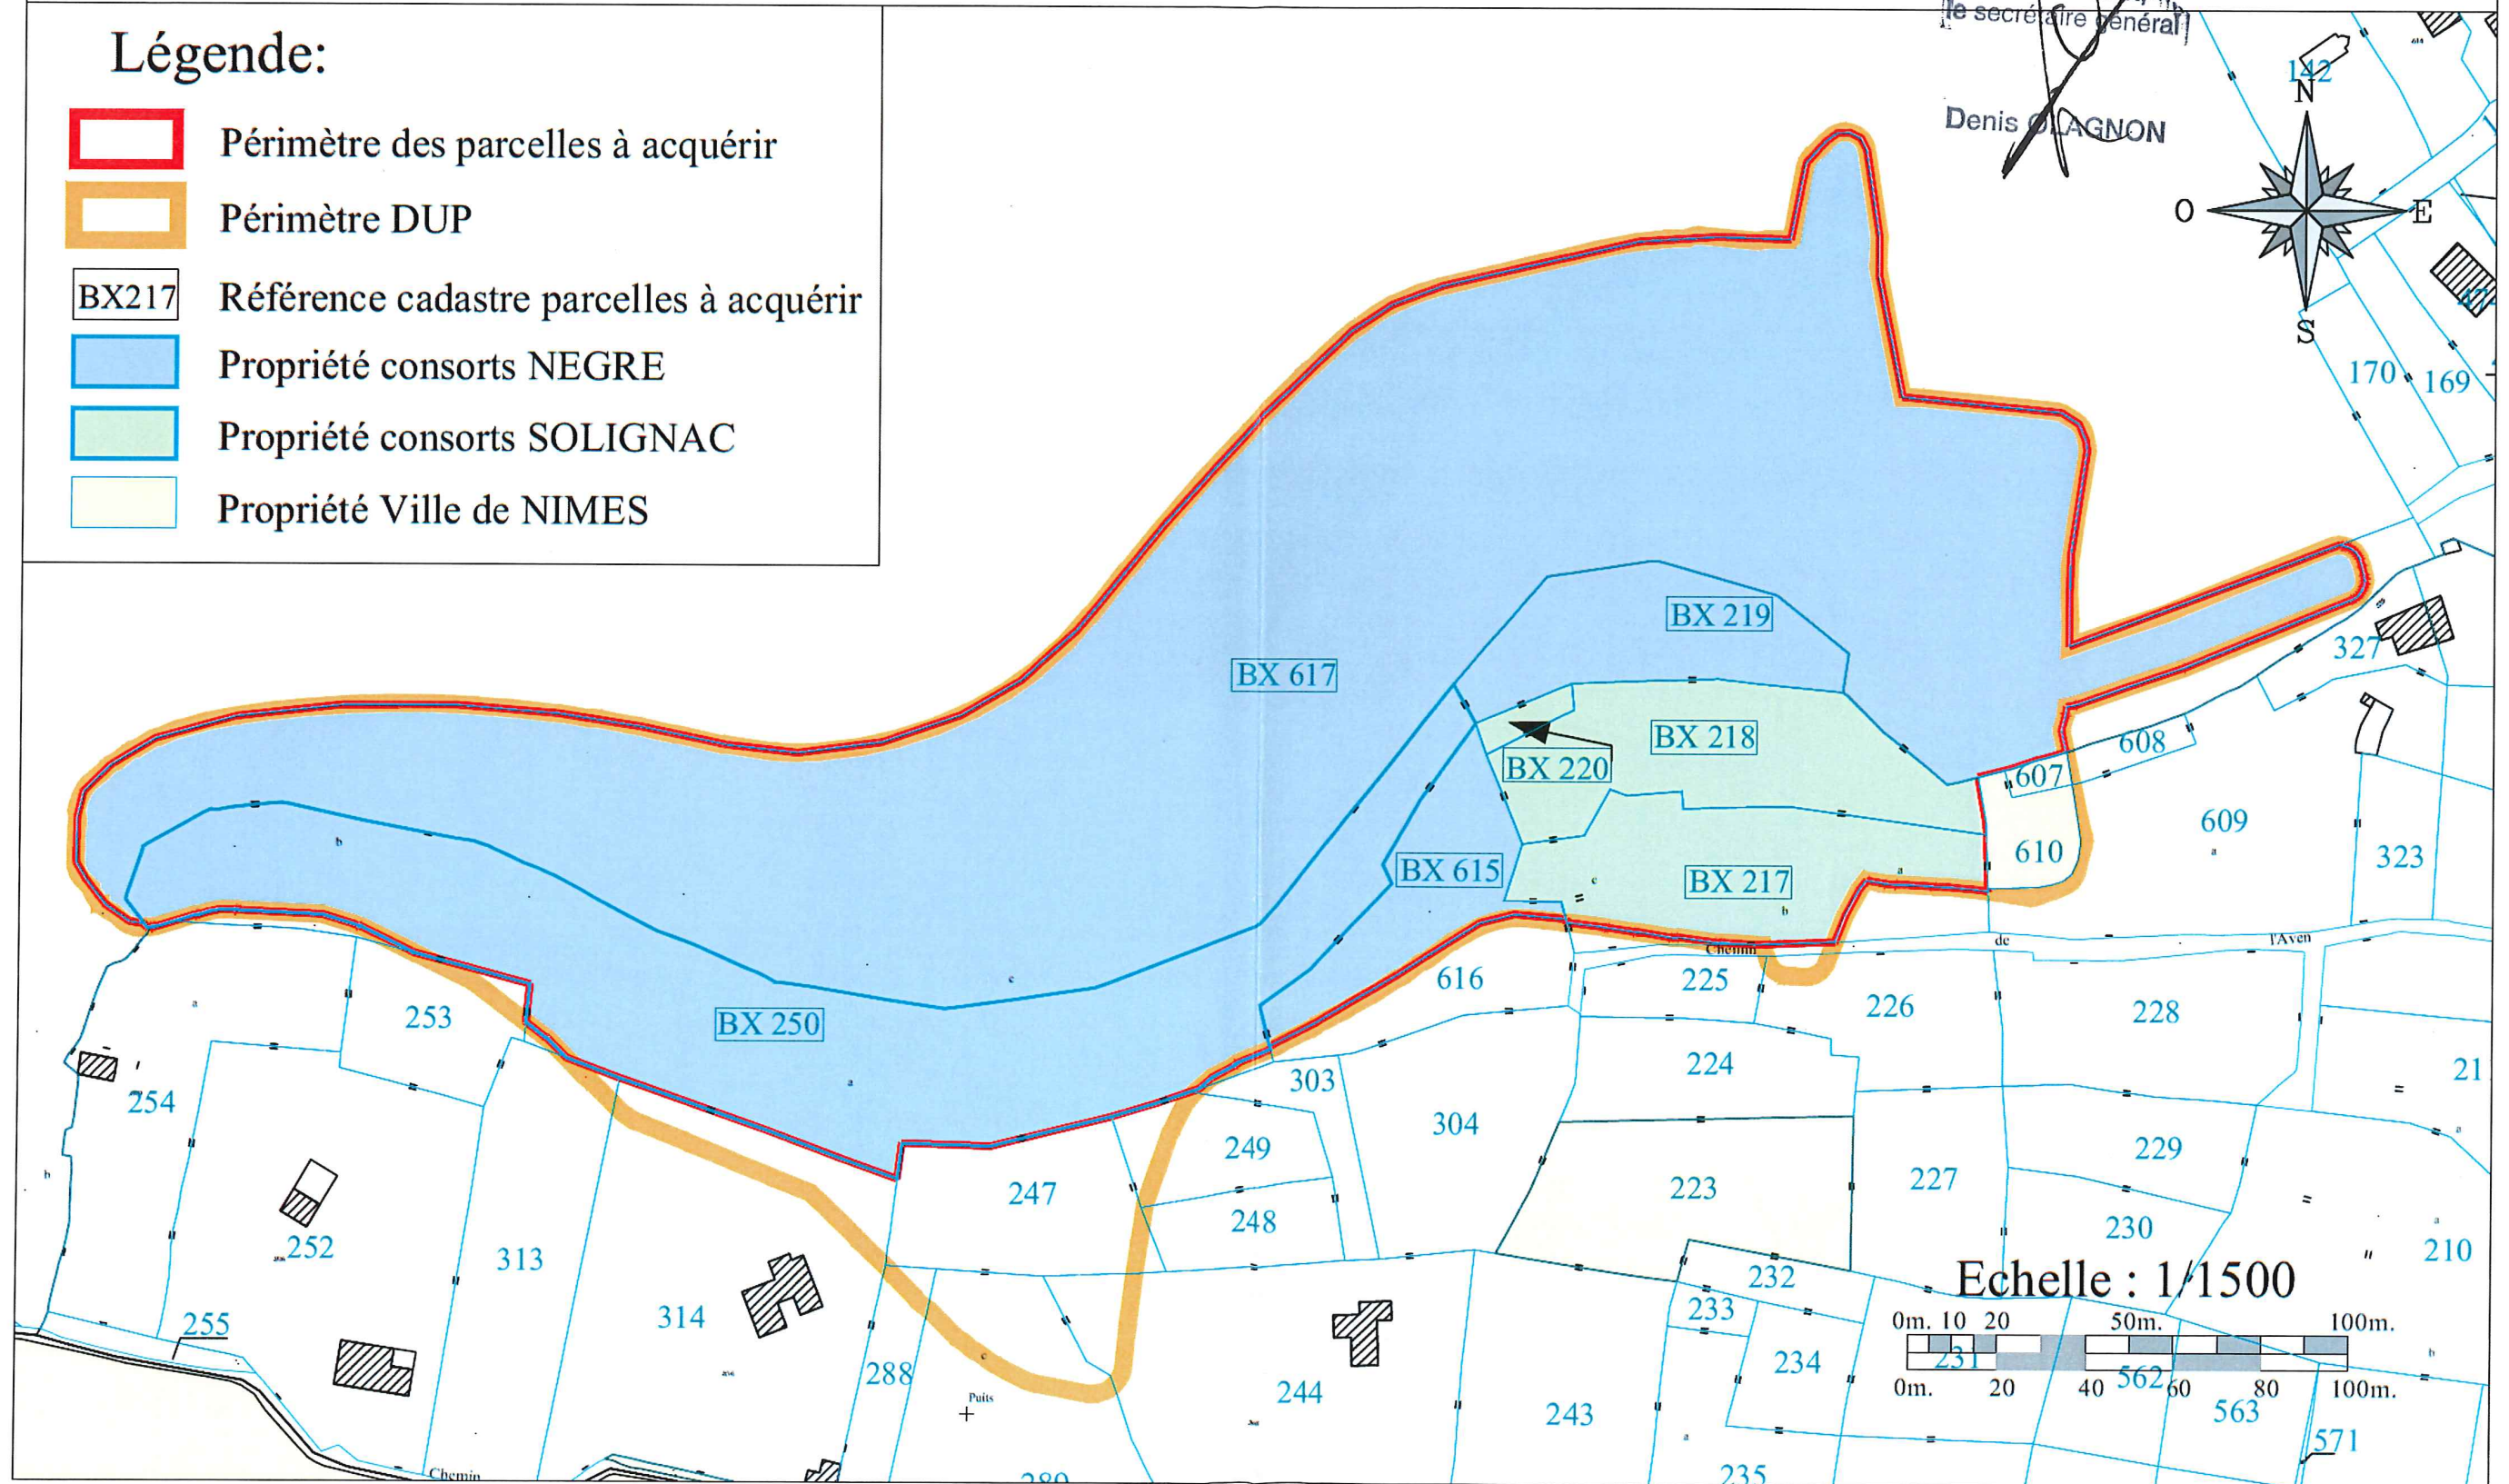 le secrétaire général
Denis OLAGNON
Légende:
Périmètre des parcelles à acquérir
Périmètre DUP
BX217 Référence cadastre parcelles à acquérir
Propriété consorts NEGRE
Propriété consorts SOLIGNAC
Propriété Ville de NIMES
142
N
O E
S
170 169
BX 219
327
BX 617
BX 218
608
BX 220
607
609
b
610
a
323
BX 615
c
a
BX 217
b
Chemin de l'Aven
c
616
225
226
228
a
253
BX 250
224
21
a
303
254
304
249
229
a
b
247
223
227
248
230
a
252
313
210
232
Echelle : 1/1500
314
255
233
0m. 10 20 50m. 100m.
c
234
231
b
288
562
0m. 20 40 60 80 100m.
Puits
244
243
563
a
571
Chemin
235